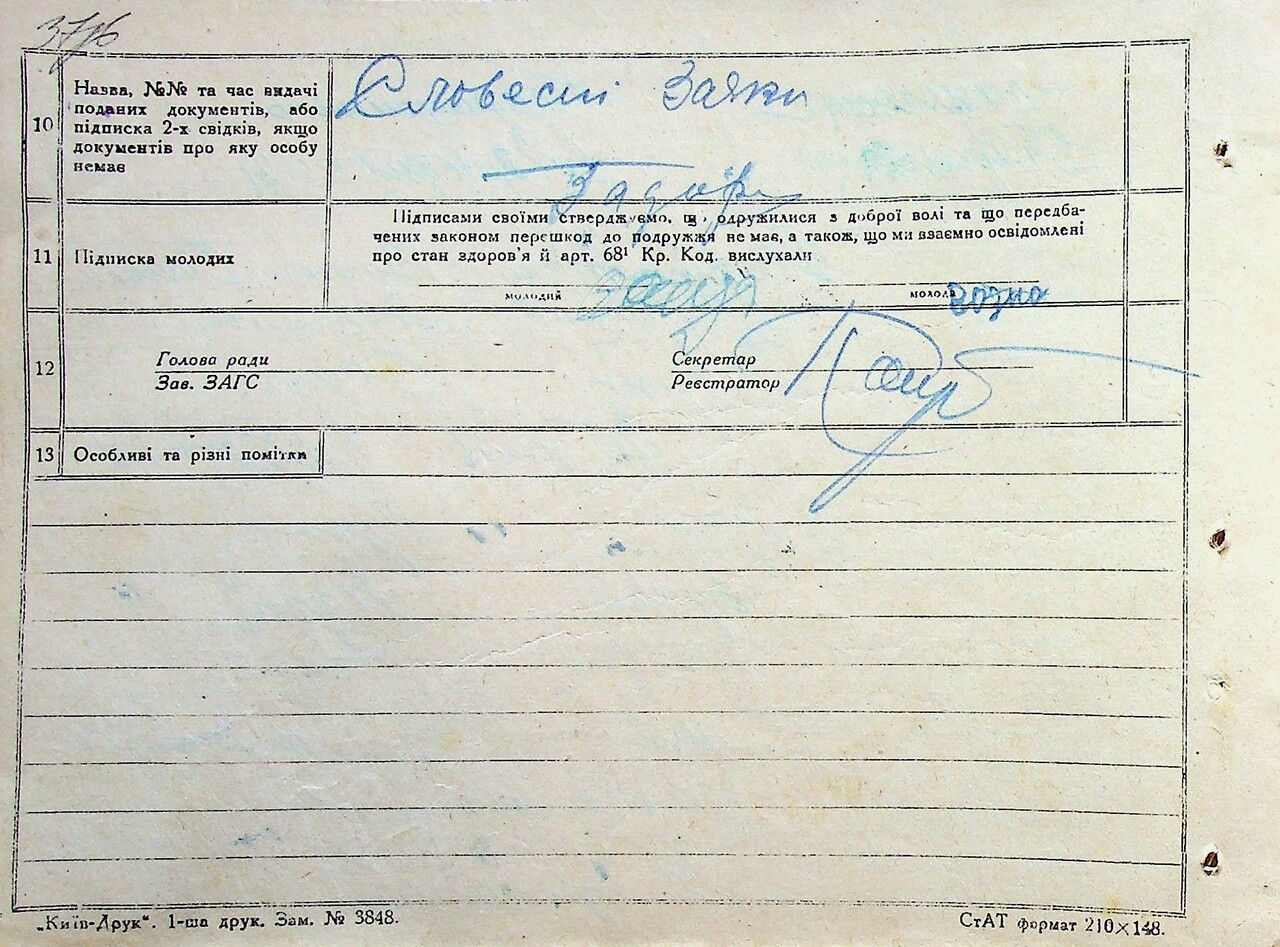 37/б
10
Назва, №№ та час видачі
поданих документів, або
підписка 2-х свідків, якщо
документів про яку особу
немає
Словесні Заяки
11
Підписка молодих
Підписами своїми стверджуємо, що одружилися з доброї волі та що передба-
чених законом перешкод до подружжя не має, а також, що ми взаємно освідомлені
про стан здоров'я й арт. 68¹ Кр. Код. вислухали
молодий
молода
12
Голова ради
Зав. ЗАГС
Секретар
Реєстратор
13
Особливі та різні помітки
„Київ-Друк“. 1-ша друк. Зам. № 3848.
СтАТ формат 210×148.